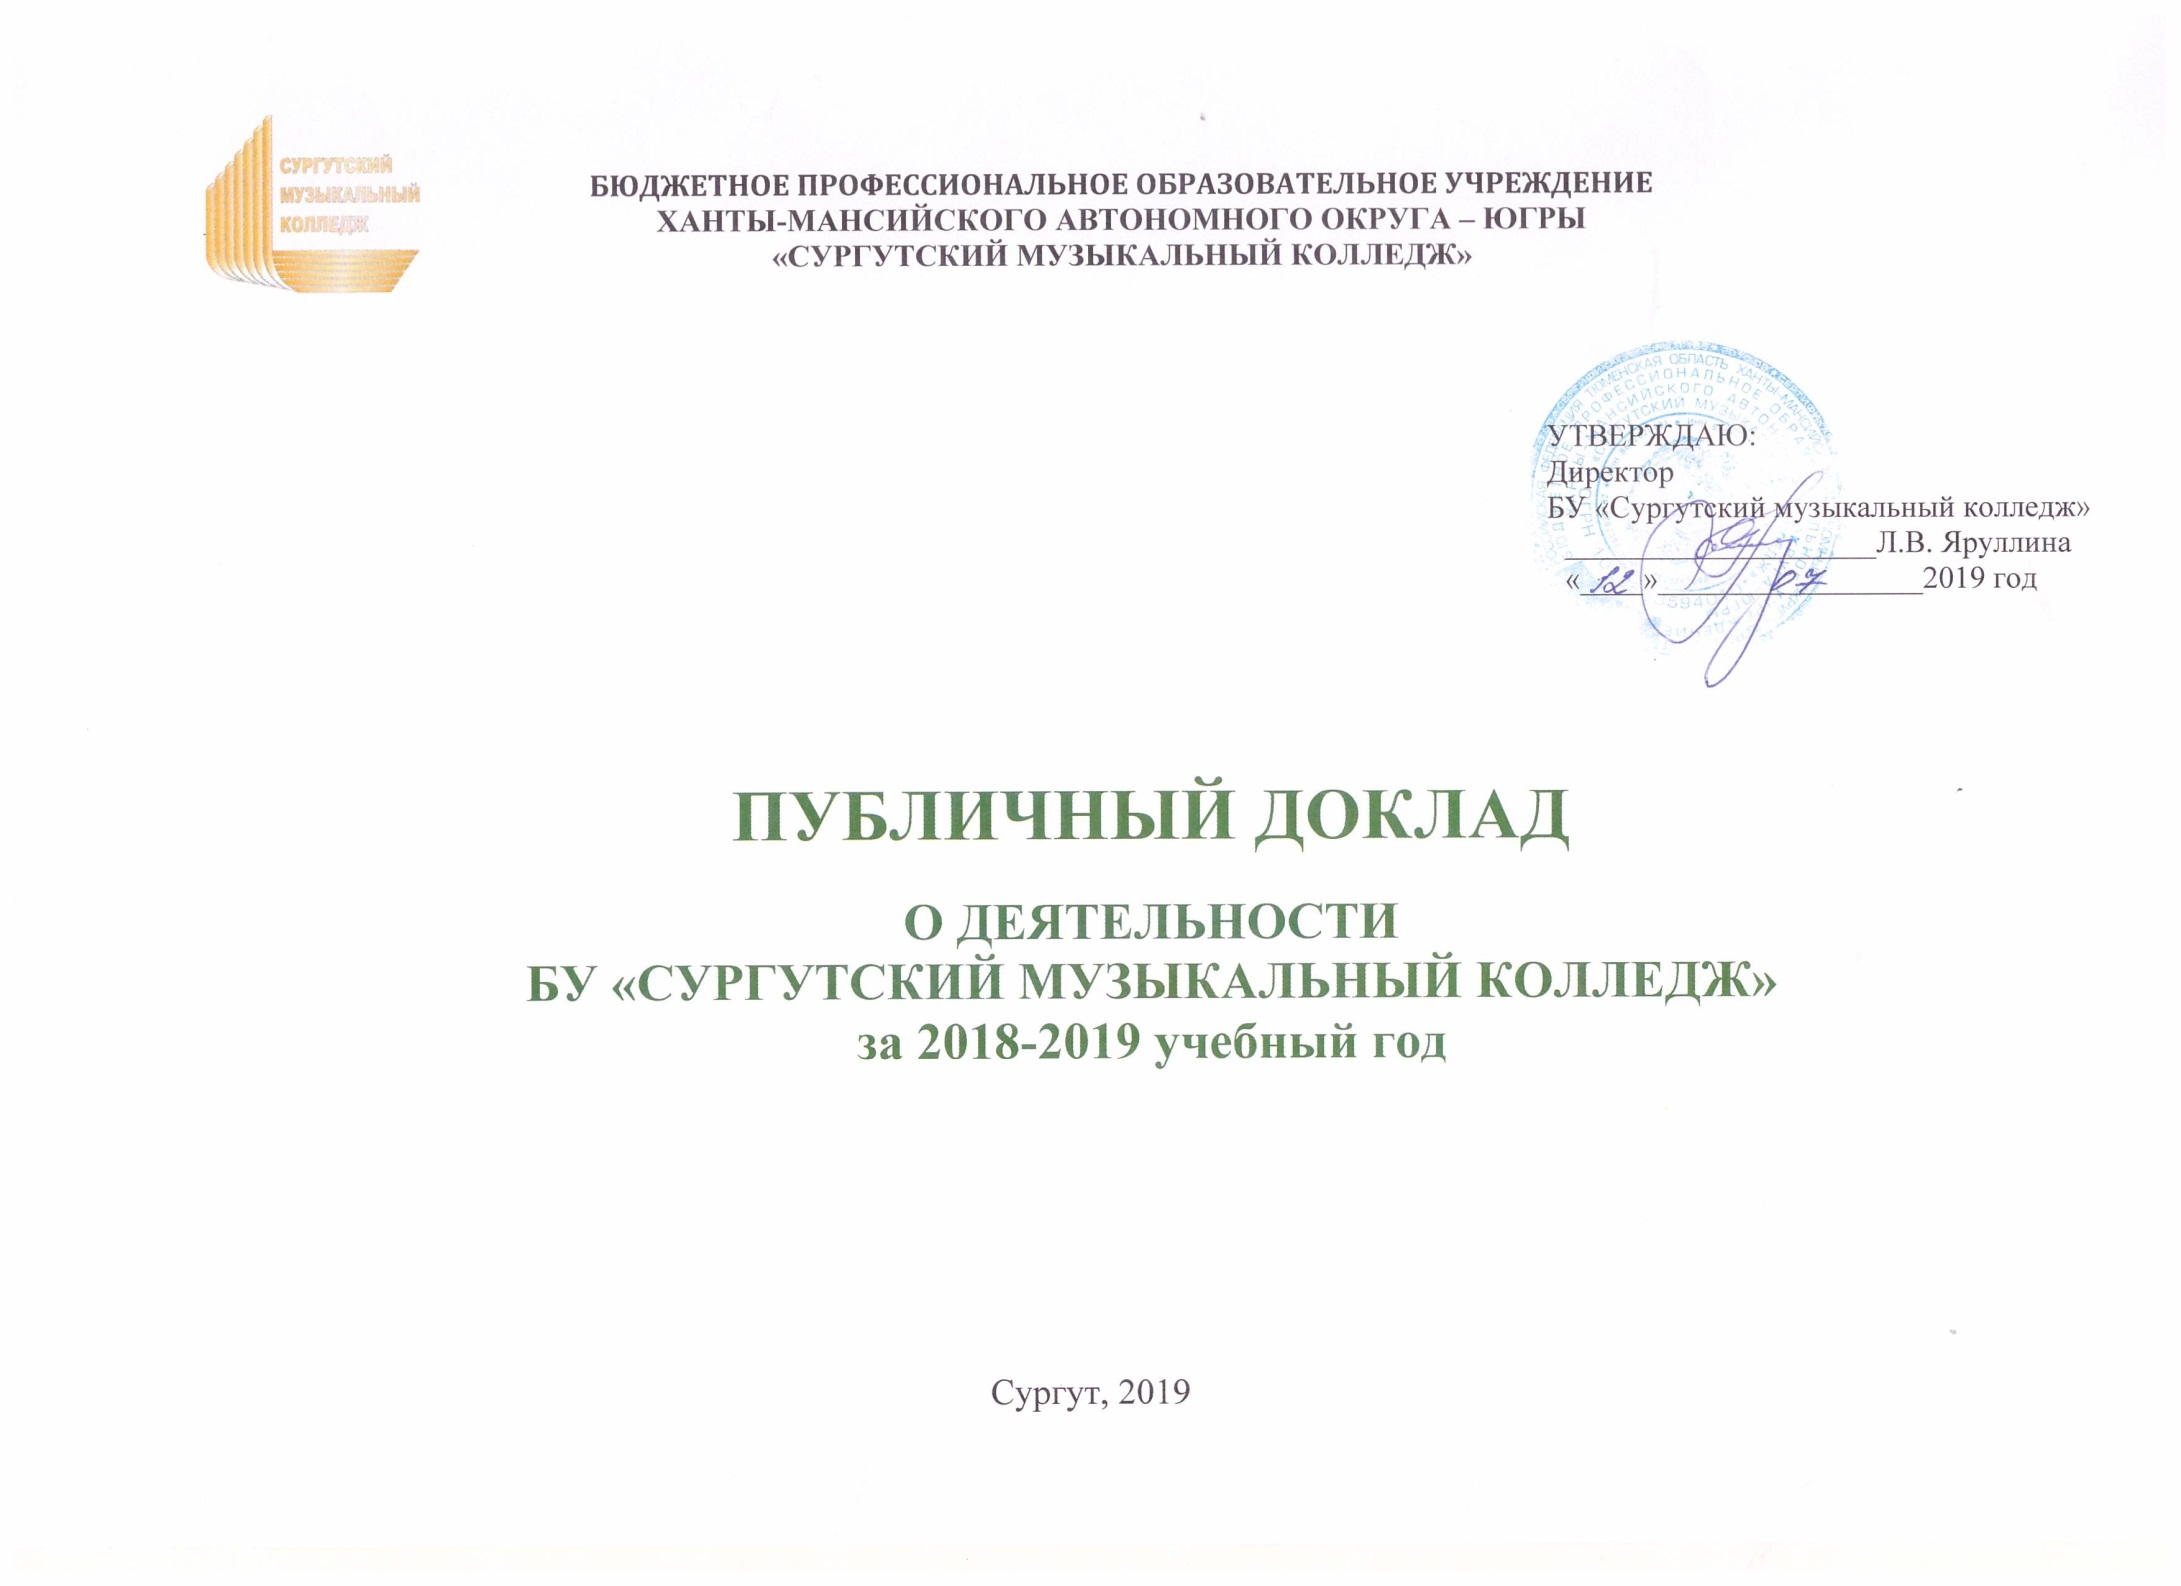 СУРГУТСКИЙ
МУЗЫКАЛЬНЫЙ
КОЛЛЕДЖ
БЮДЖЕТНОЕ ПРОФЕССИОНАЛЬНОЕ ОБРАЗОВАТЕЛЬНОЕ УЧРЕЖДЕНИЕ
ХАНТЫ-МАНСИЙСКОГО АВТОНОМНОГО ОКРУГА – ЮГРЫ
«СУРГУТСКИЙ МУЗЫКАЛЬНЫЙ КОЛЛЕДЖ»
УТВЕРЖДАЮ:
Директор
БУ «Сургутский музыкальный колледж»
Л.В. Яруллина
«12» 07 2019 год
ПУБЛИЧНЫЙ ДОКЛАД
О ДЕЯТЕЛЬНОСТИ
БУ «СУРГУТСКИЙ МУЗЫКАЛЬНЫЙ КОЛЛЕДЖ»
за 2018-2019 учебный год
Сургут, 2019